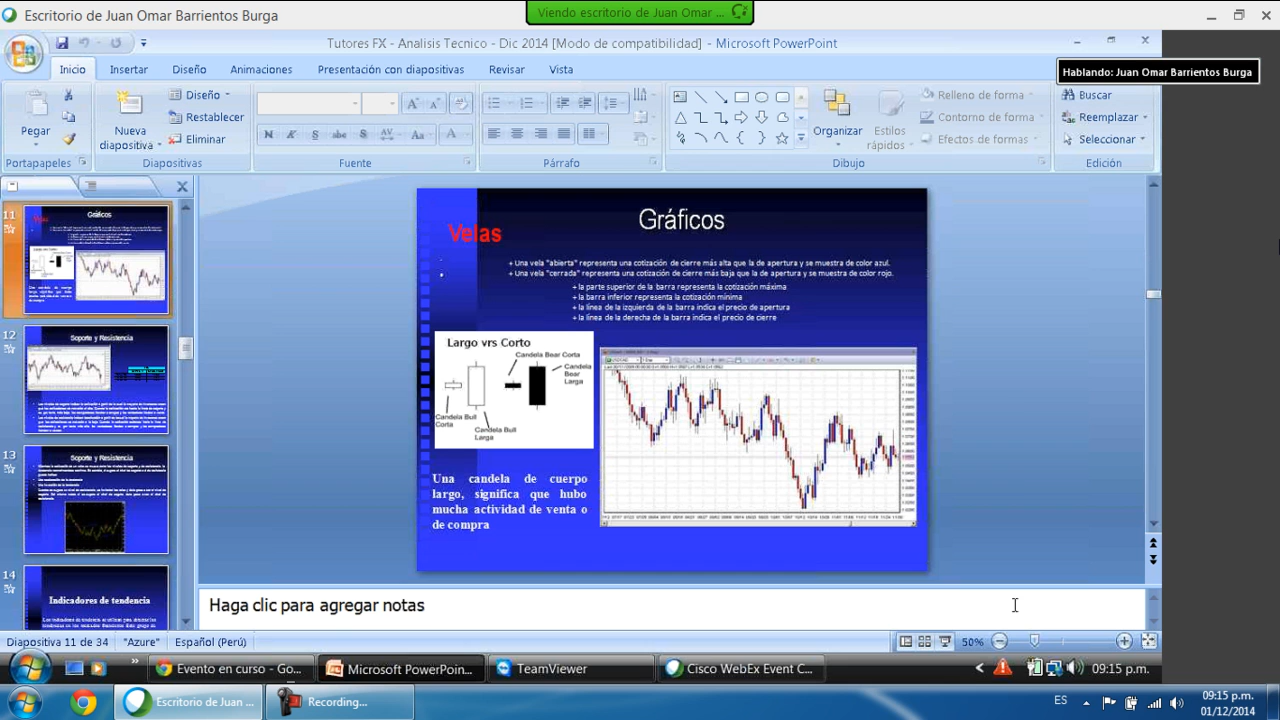 Escritorio de Juan Omar Barrientos Burga
Viendo escritorio de Juan Omar ...
Tutores FX - Analisis Tecnico - Dic 2014 [Modo de compatibilidad] - Microsoft PowerPoint
Hablando: Juan Omar Barrientos Burga
Inicio Insertar Diseño Animaciones Presentación con diapositivas Revisar Vista
Pegar
Nueva diapositiva
Diseño
Restablecer
Eliminar
Organizar
Estilos rápidos
Relleno de forma
Contorno de forma
Efectos de formas
Buscar
Reemplazar
Seleccionar
Portapapeles Diapositivas Fuente Párrafo Dibujo Edición
11
Gráficos
12
Soporte y Resistencia
13
Soporte y Resistencia
14
Indicadores de tendencia
Gráficos
Velas
+ Una vela "abierta" representa una cotización de cierre más alta que la de apertura y se muestra de color azul.
+ Una vela "cerrada" representa una cotización de cierre más baja que la de apertura y se muestra de color rojo.
+ la parte superior de la barra representa la cotización máxima
+ la barra inferior representa la cotización mínima
+ la línea de la izquierda de la barra indica el precio de apertura
+ la línea de la derecha de la barra indica el precio de cierre
Largo vrs Corto
Candela Bear Corta
Candela
Bear
Larga
Candela Bull
Corta
Candela Bull
Larga
Una candela de cuerpo
largo, significa que hubo
mucha actividad de venta o
de compra
Haga clic para agregar notas
Diapositiva 11 de 34 "Azure" Español (Perú) 50%
Evento en curso - Go... Microsoft PowerPoin... TeamViewer Cisco WebEx Event C... 09:15 p.m.
Escritorio de Juan ... Recording... ES 09:15 p.m.
01/12/2014